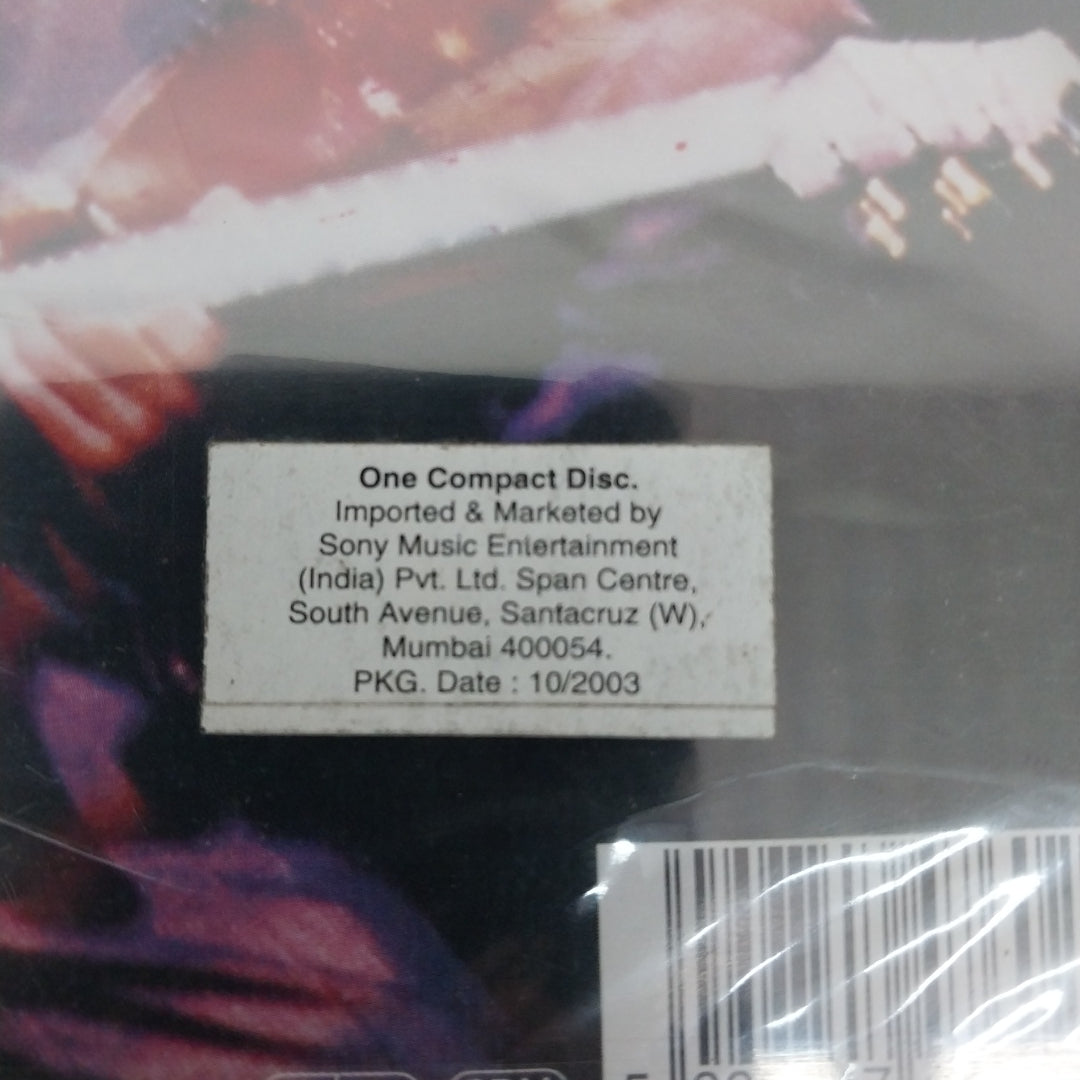 One Compact Disc.
Imported & Marketed by
Sony Music Entertainment
(India) Pvt. Ltd. Span Centre,
South Avenue, Santacruz (W),
Mumbai 400054.
PKG. Date : 10/2003